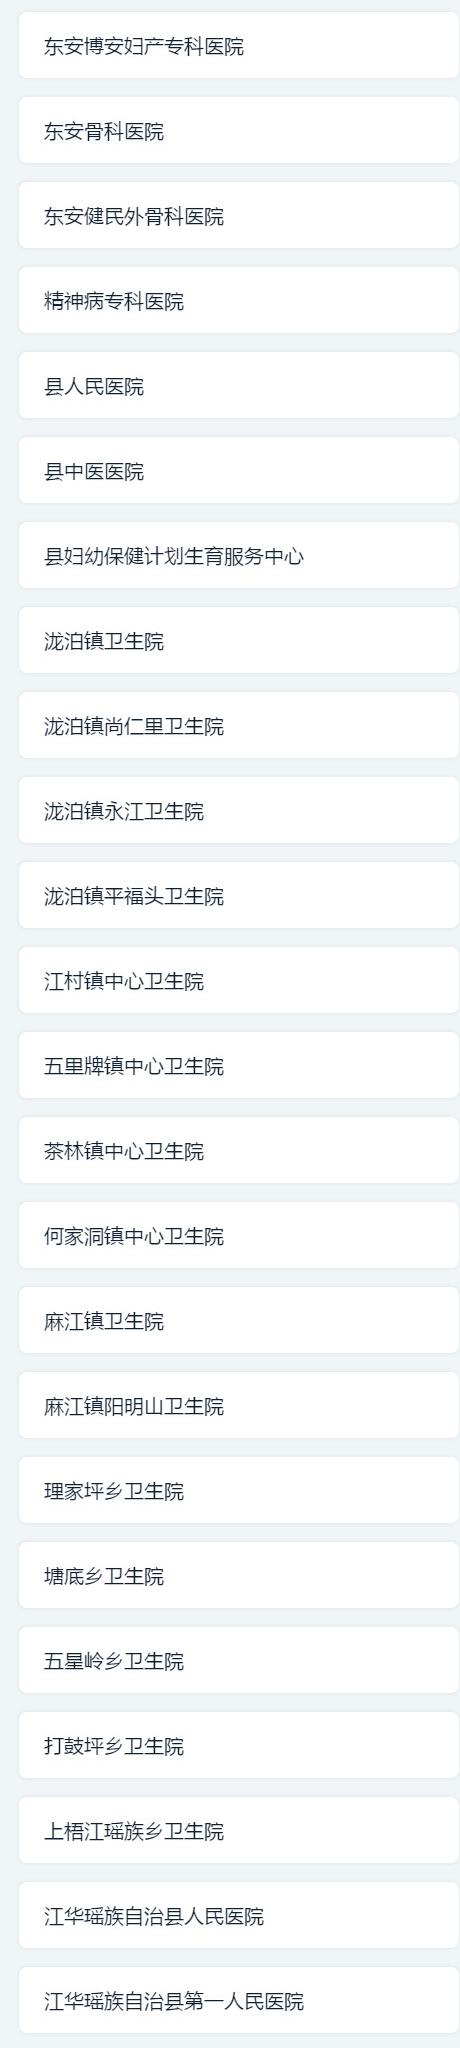 东安博安妇产专科医院
东安骨科医院
东安健民外骨科医院
精神病专科医院
县人民医院
县中医医院
县妇幼保健计划生育服务中心
泷泊镇卫生院
泷泊镇尚仁里卫生院
泷泊镇永江卫生院
泷泊镇平福头卫生院
江村镇中心卫生院
五里牌镇中心卫生院
茶林镇中心卫生院
何家洞镇中心卫生院
麻江镇卫生院
麻江镇阳明山卫生院
理家坪乡卫生院
塘底乡卫生院
五星岭乡卫生院
打鼓坪乡卫生院
上梧江瑶族乡卫生院
江华瑶族自治县人民医院
江华瑶族自治县第一人民医院